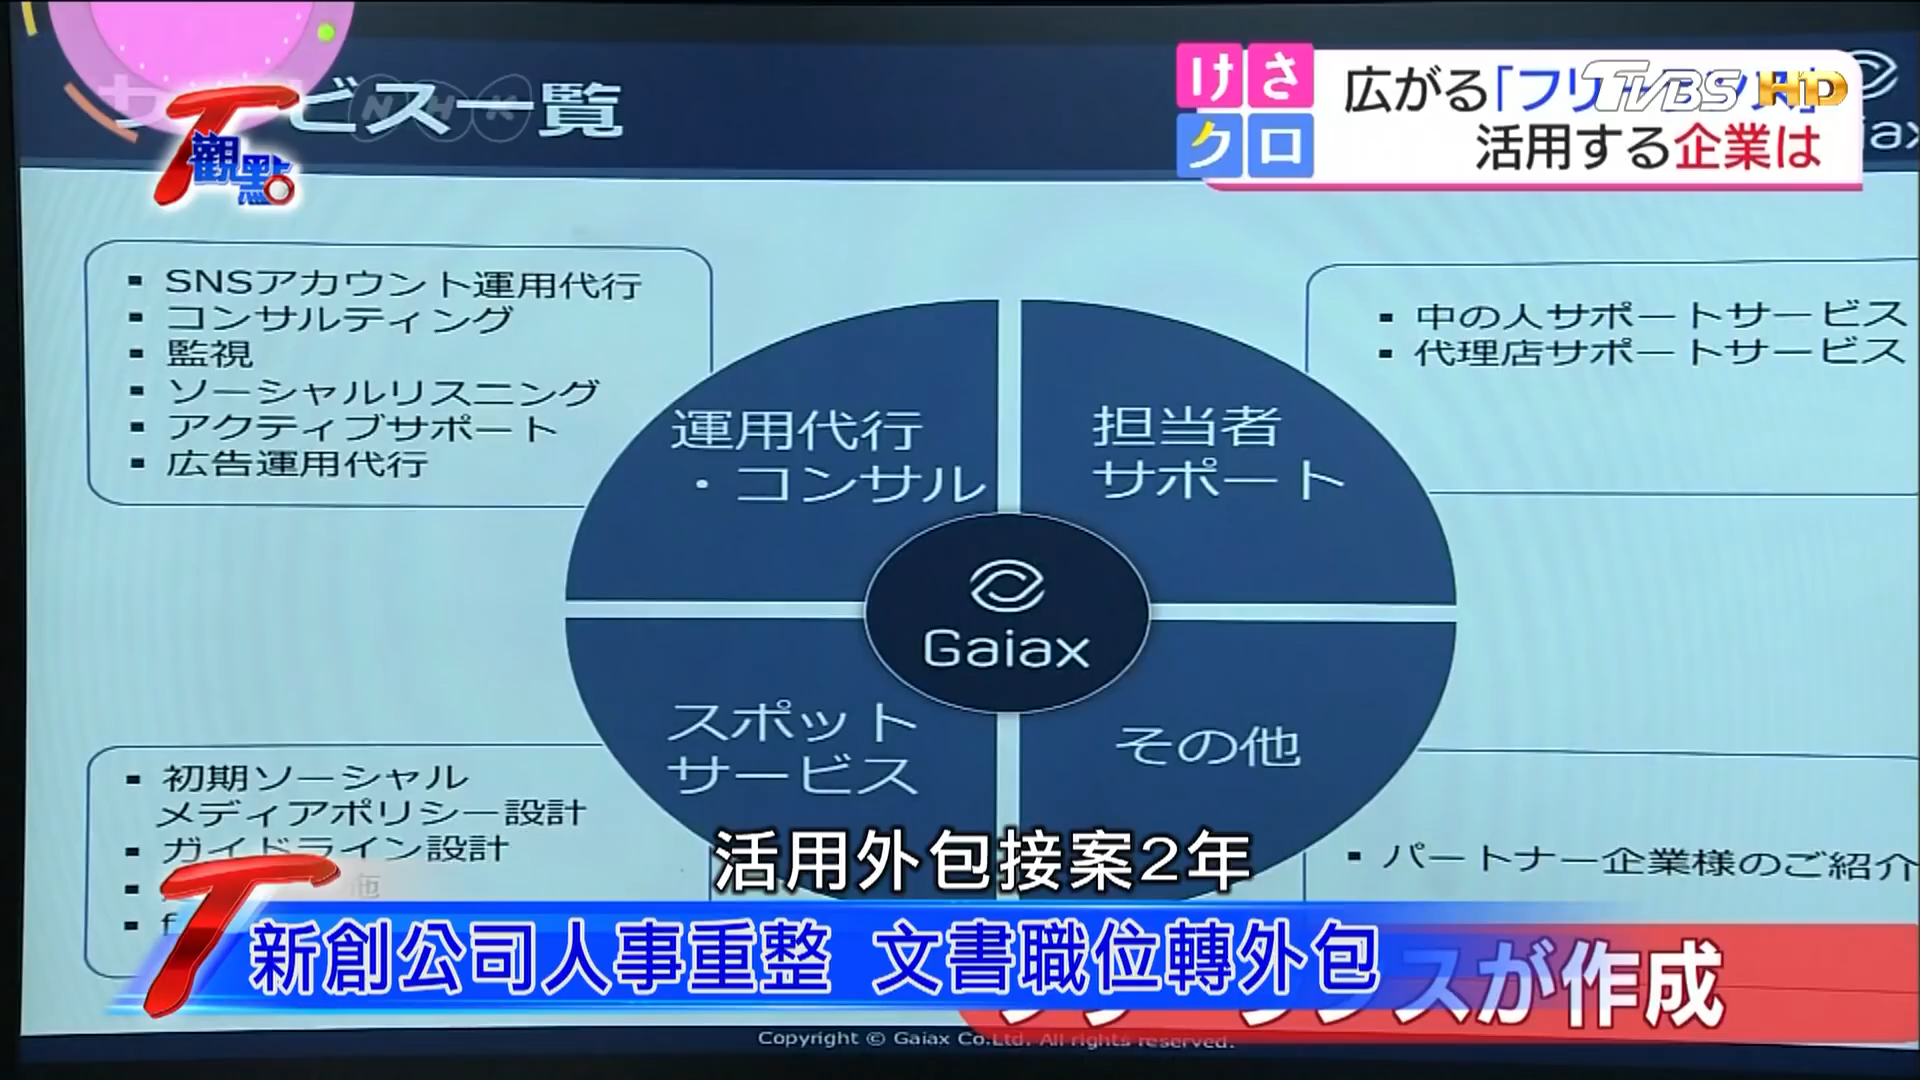 けさ
クロ
広がる「フリ
活用する企業は
TVBS HD
NHK
ビス一覧
T觀點
SNSアカウント運用代行
コンサルティング
監視
ソーシャルリスニング
アクティブサポート
広告運用代行
中の人サポートサービス
代理店サポートサービス
運用代行
・コンサル
担当者
サポート
Gaiax
スポット
サービス
その他
初期ソーシャル
メディアポリシー設計
ガイドライン設計
パートナー企業様のご紹介
活用外包接案2年
新創公司人事重整 文書職位轉外包
スが作成
Copyright © Gaiax Co.Ltd. All rights reserved.